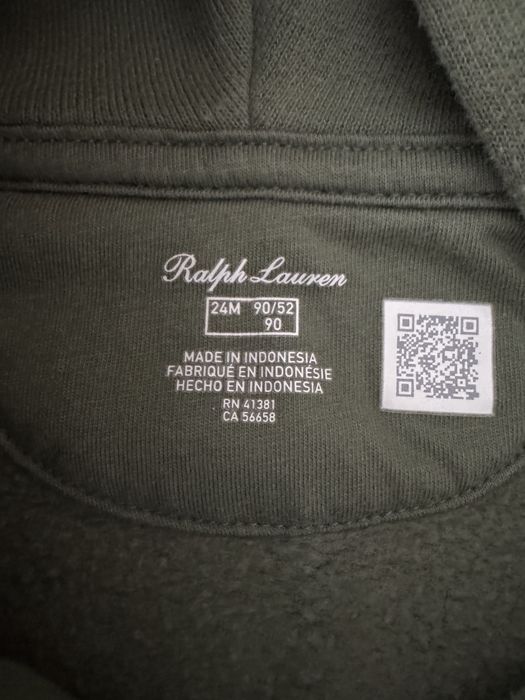 Ralph Lauren
24M 90/52
90
MADE IN INDONESIA
FABRIQUÉ EN INDONÉSIE
HECHO EN INDONESIA
RN 41381
CA 56658